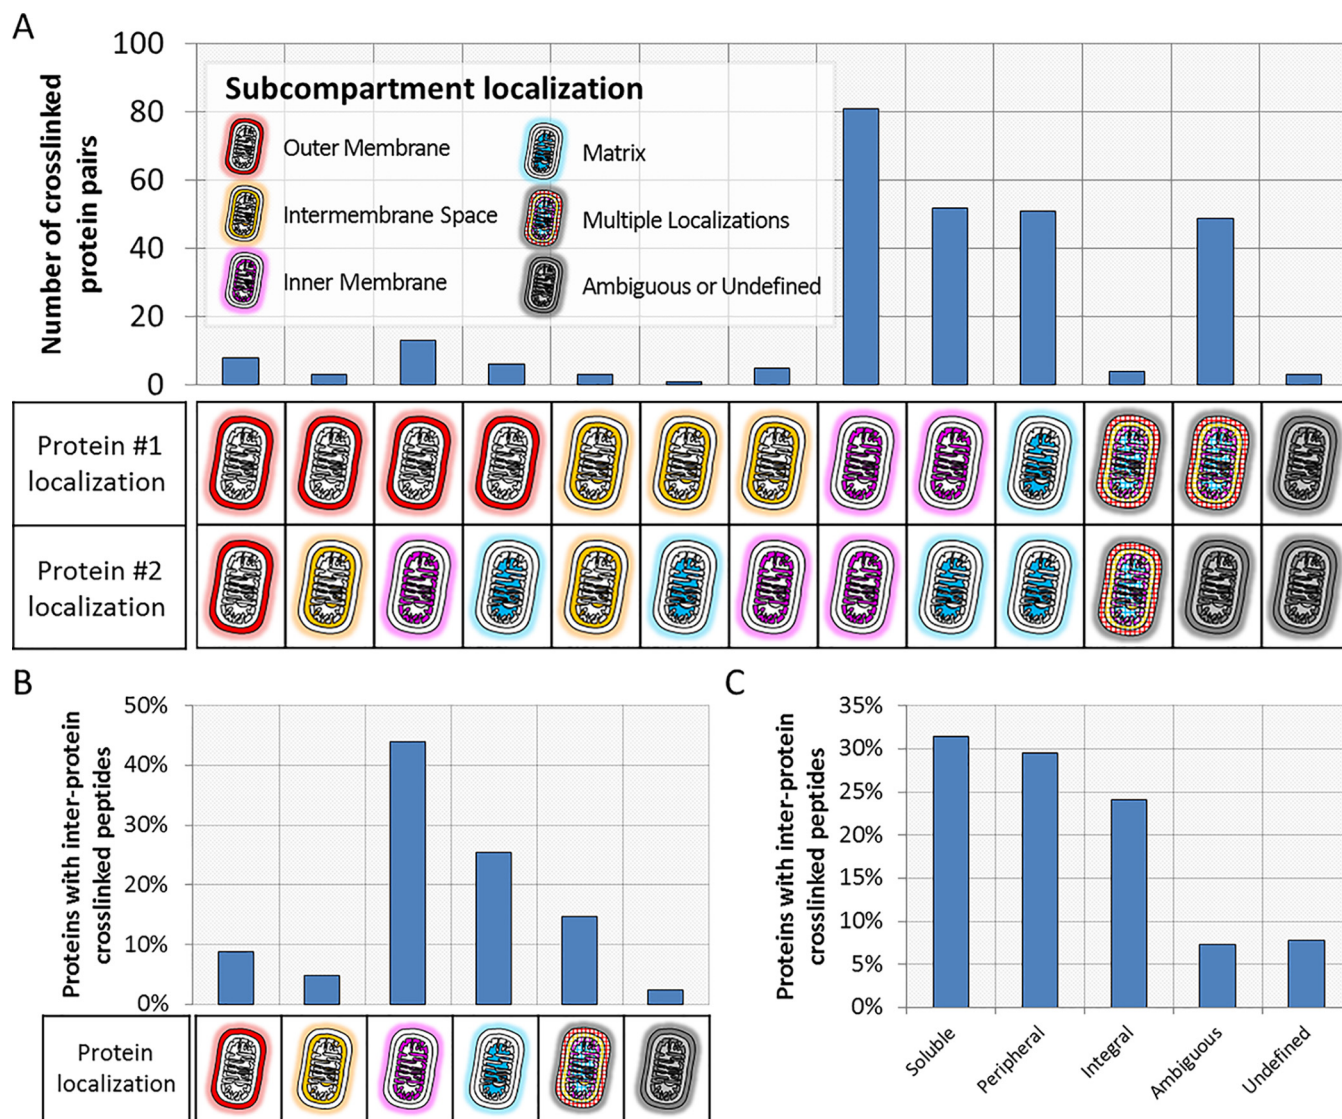 A
Number of crosslinked
protein pairs
100
80
60
40
20
0
Subcompartment localization
Outer Membrane
Intermembrane Space
Inner Membrane
Matrix
Multiple Localizations
Ambiguous or Undefined
Protein #1
localization
Protein #2
localization
B
Proteins with inter-protein
crosslinked peptides
50%
40%
30%
20%
10%
0%
Protein
localization
C
Proteins with inter-protein
crosslinked peptides
35%
30%
25%
20%
15%
10%
5%
0%
Soluble
Peripheral
Integral
Ambiguous
Undefined